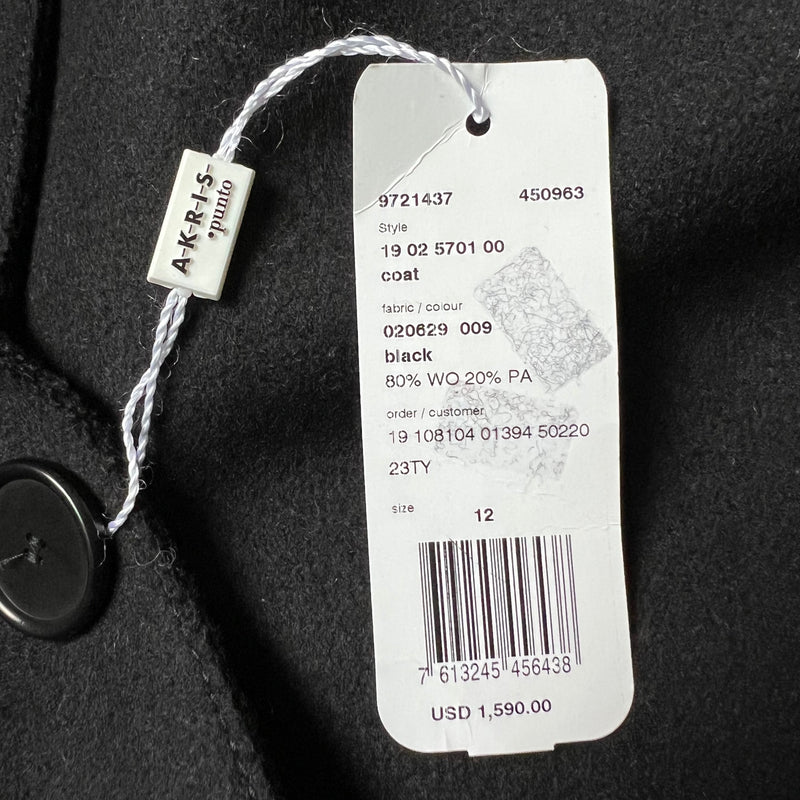 A-K-R-I-S-
•punto
9721437 450963
Style
19 02 5701 00
coat
fabric / colour
020629 009
black
80% WO 20% PA
order / customer
19 108104 01394 50220
23TY
size 12
7 613245 456438
USD 1,590.00